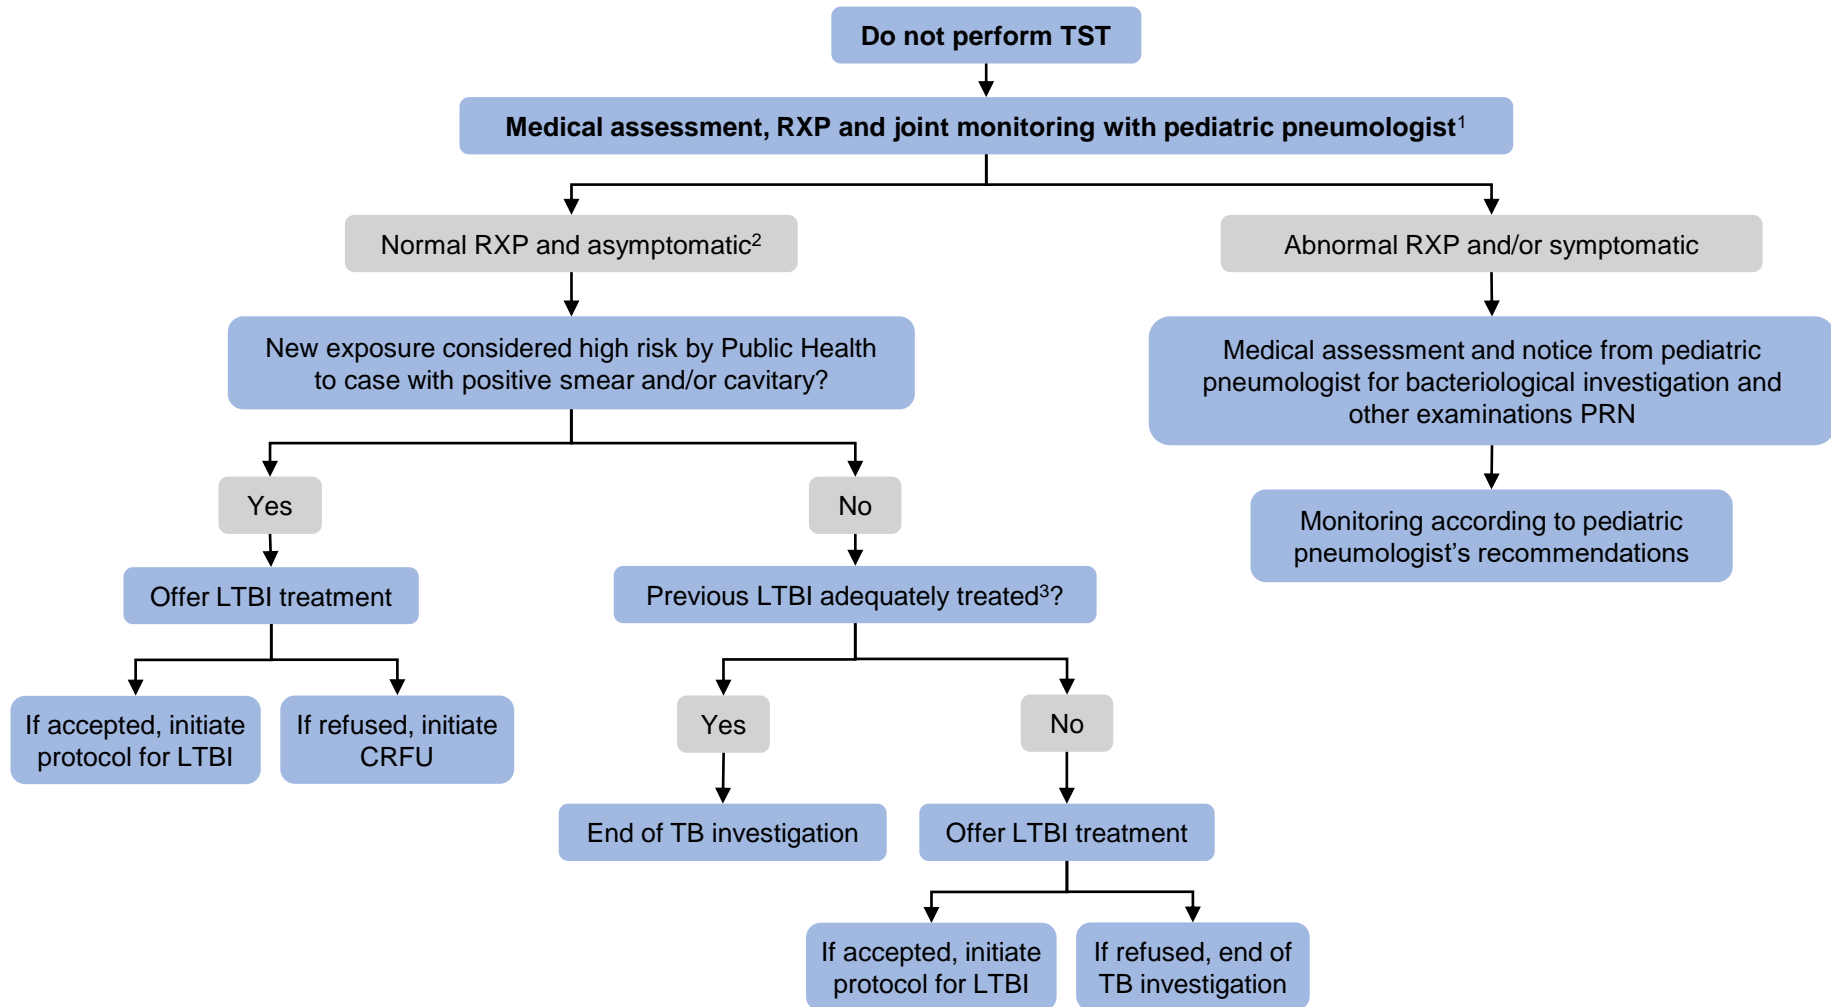 Do not perform TST
Medical assessment, RXP and joint monitoring with pediatric pneumologist¹
Normal RXP and asymptomatic²
Abnormal RXP and/or symptomatic
New exposure considered high risk by Public Health
to case with positive smear and/or cavitary?
Medical assessment and notice from pediatric
pneumologist for bacteriological investigation and
other examinations PRN
Yes
No
Monitoring according to pediatric
pneumologist’s recommendations
Offer LTBI treatment
Previous LTBI adequately treated³?
If accepted, initiate
protocol for LTBI
If refused, initiate
CRFU
Yes
No
End of TB investigation
Offer LTBI treatment
If accepted, initiate
protocol for LTBI
If refused, end of
TB investigation